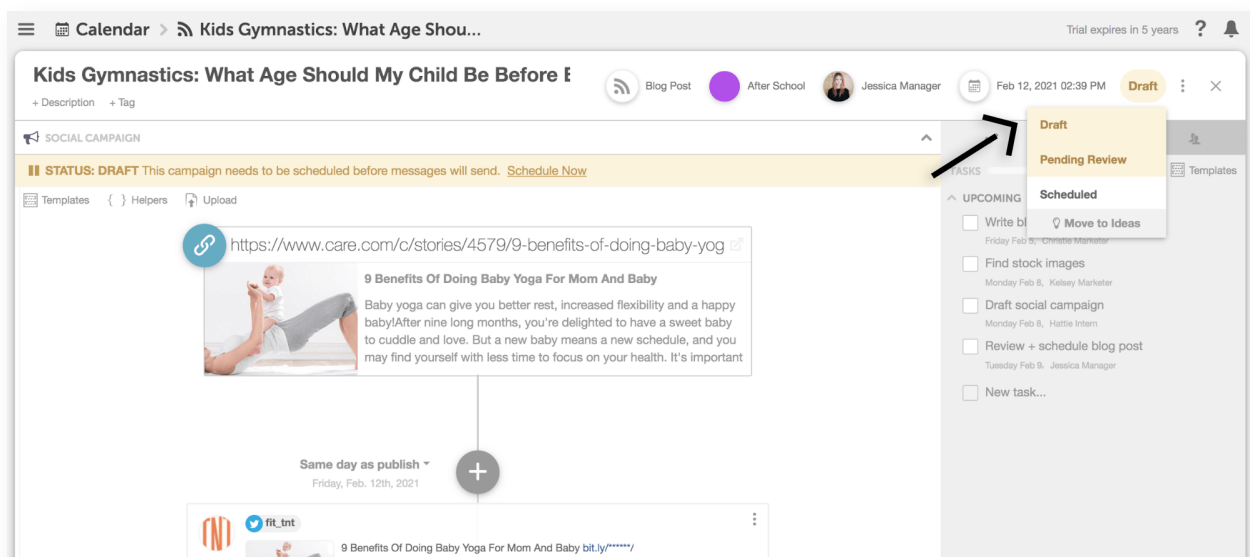 Calendar > Kids Gymnastics: What Age Shou...
Trial expires in 5 years ?
Kids Gymnastics: What Age Should My Child Be Before
+ Description + Tag
Blog Post
After School
Jessica Manager
Feb 12, 2021 02:39 PM
Draft
SOCIAL CAMPAIGN
STATUS: DRAFT This campaign needs to be scheduled before messages will send. Schedule Now
Templates
{ } Helpers
Upload
https://www.care.com/c/stories/4579/9-benefits-of-doing-baby-yog
9 Benefits Of Doing Baby Yoga For Mom And Baby
Baby yoga can give you better rest, increased flexibility and a happy
baby!After nine long months, you're delighted to have a sweet baby
to cuddle and love. But a new baby means a new schedule, and you
may find yourself with less time to focus on your health. It's important
Same day as publish
Friday, Feb. 12th, 2021
TNT
fit_tnt
9 Benefits Of Doing Baby Yoga For Mom And Baby bit.ly/******/
Draft
Pending Review
Scheduled
Move to Ideas
TASKS
Templates
UPCOMING
Write bl
Friday Feb 5, Christie Marketer
Find stock images
Monday Feb 8, Kelsey Marketer
Draft social campaign
Monday Feb 8, Hattie Intern
Review + schedule blog post
Tuesday Feb 9, Jessica Manager
New task...